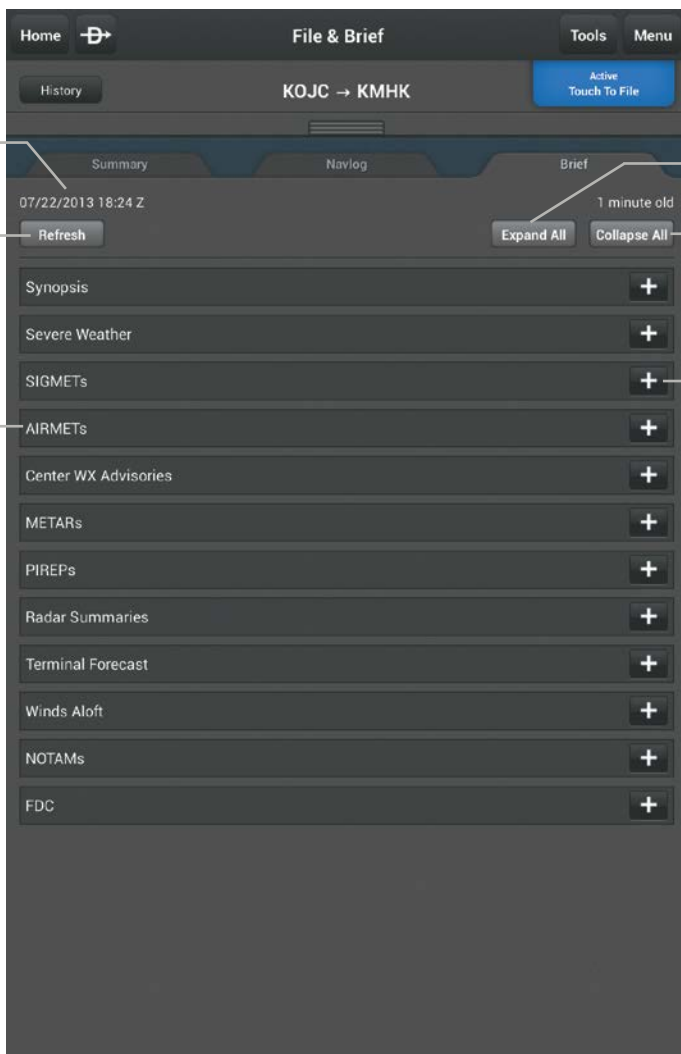 Home D File & Brief Tools Menu
History KOJC → KMHK Active
Touch To File
Summary Navlog Brief
07/22/2013 18:24 Z 1 minute old
Refresh Expand All Collapse All
Synopsis +
Severe Weather +
SIGMETs +
AIRMETs +
Center WX Advisories +
METARs +
PIREPs +
Radar Summaries +
Terminal Forecast +
Winds Aloft +
NOTAMs +
FDC +